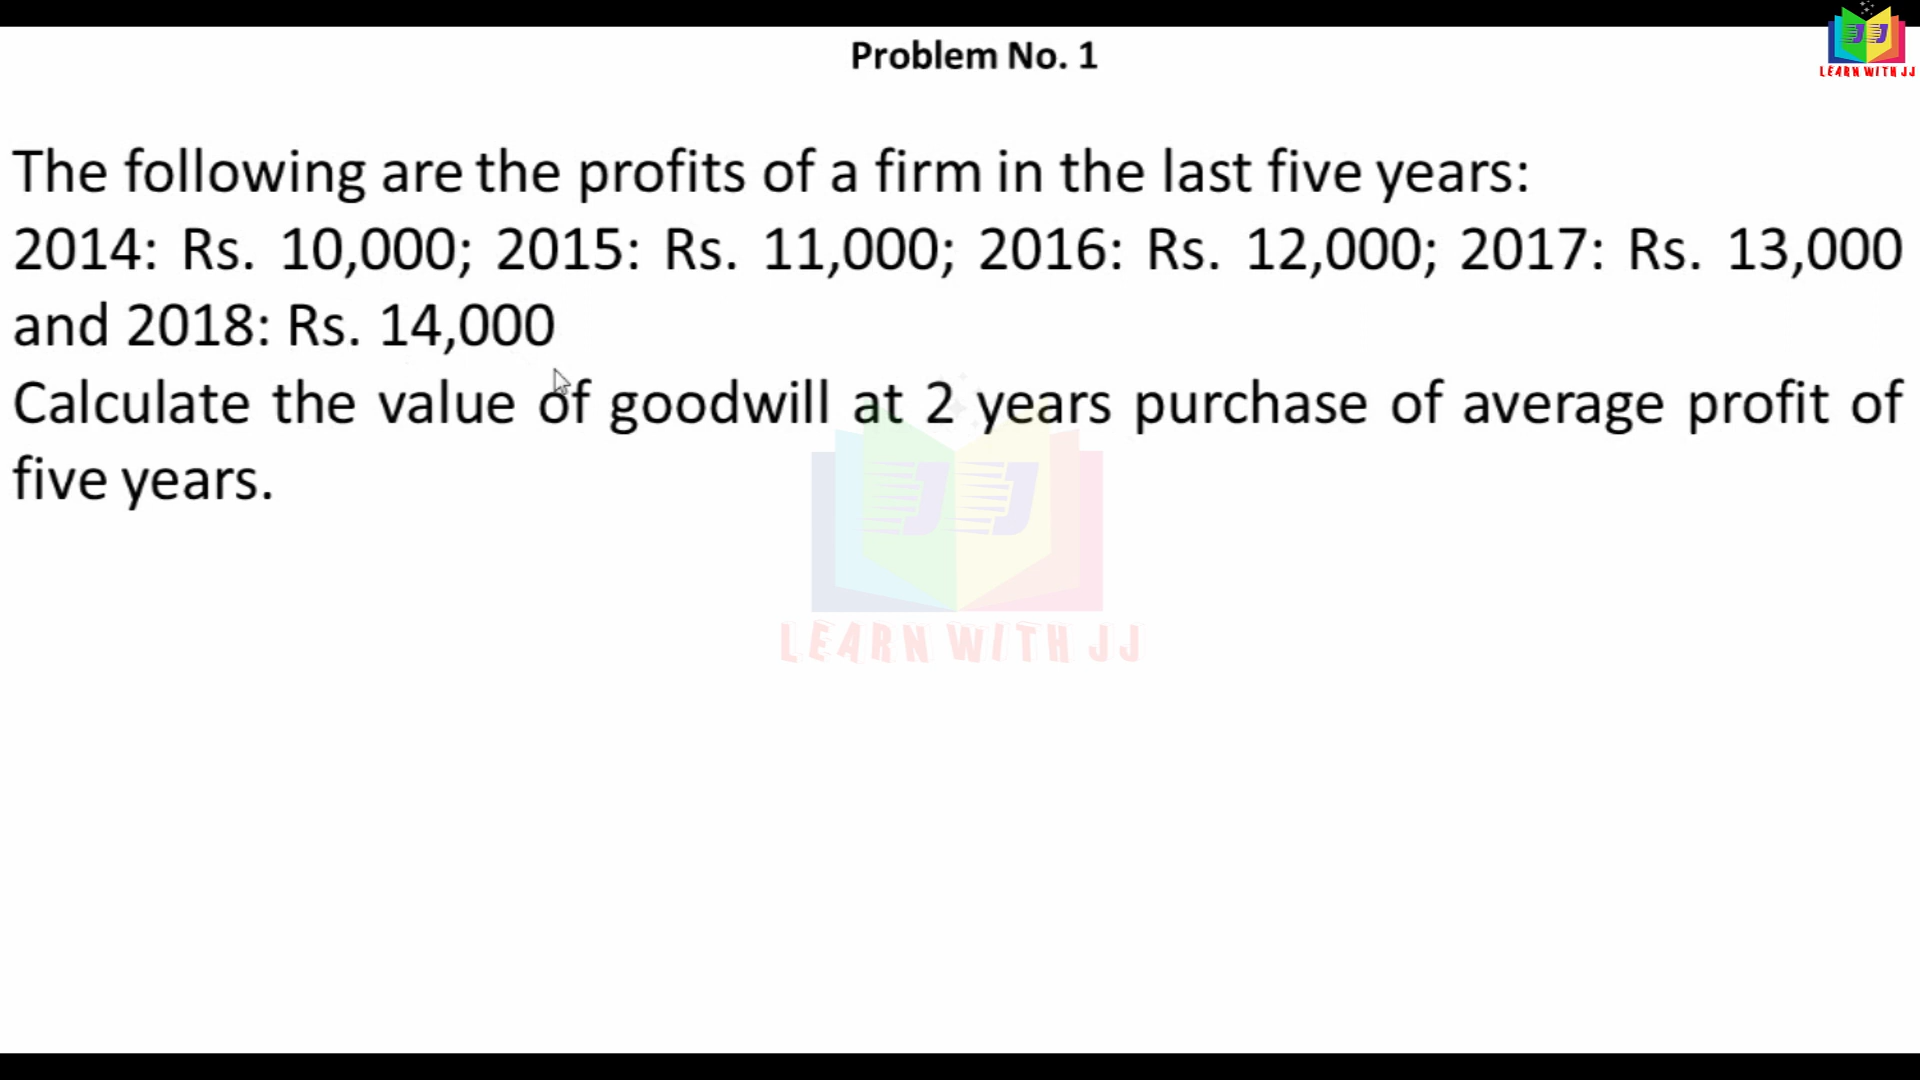 Problem No. 1
LEARN WITH JJ
The following are the profits of a firm in the last five years:
2014: Rs. 10,000; 2015: Rs. 11,000; 2016: Rs. 12,000; 2017: Rs. 13,000
and 2018: Rs. 14,000
Calculate the value of goodwill at 2 years purchase of average profit of
five years.
JJ
LEARN WITH JJ